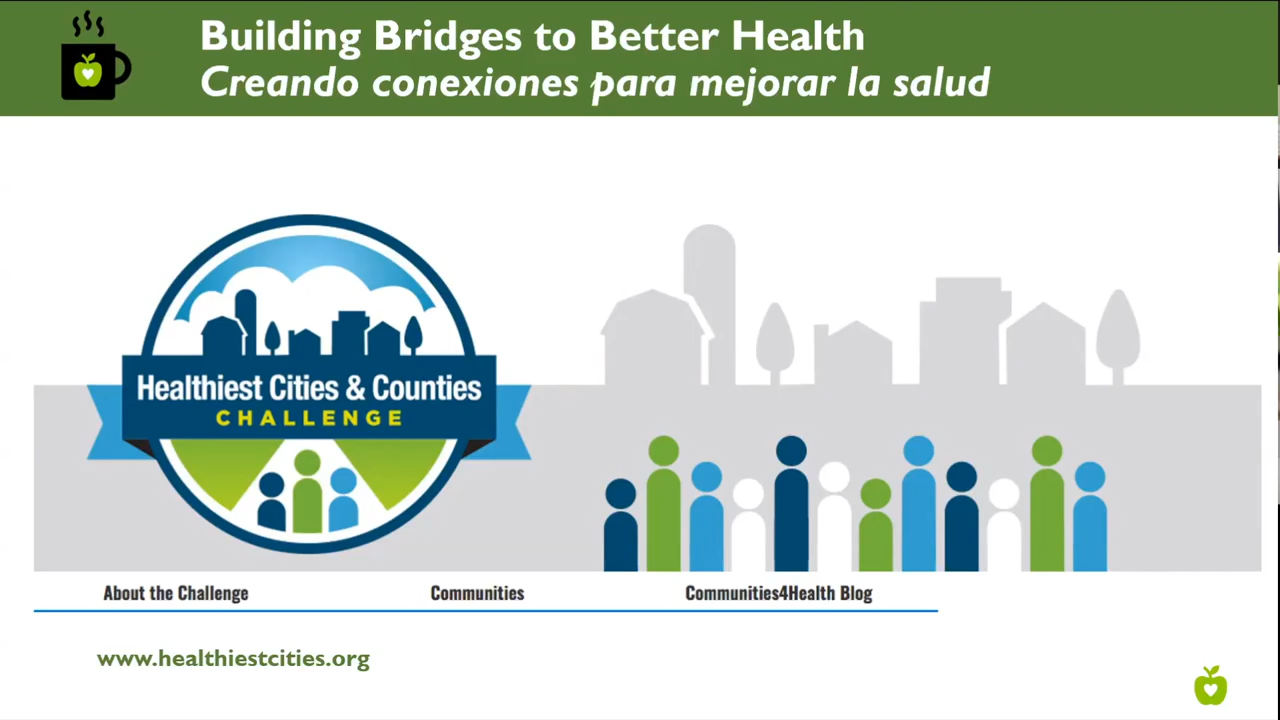 Building Bridges to Better Health
Creando conexiones para mejorar la salud
Healthiest Cities & Counties
CHALLENGE
About the Challenge
Communities
Communities4Health Blog
www.healthiestcities.org